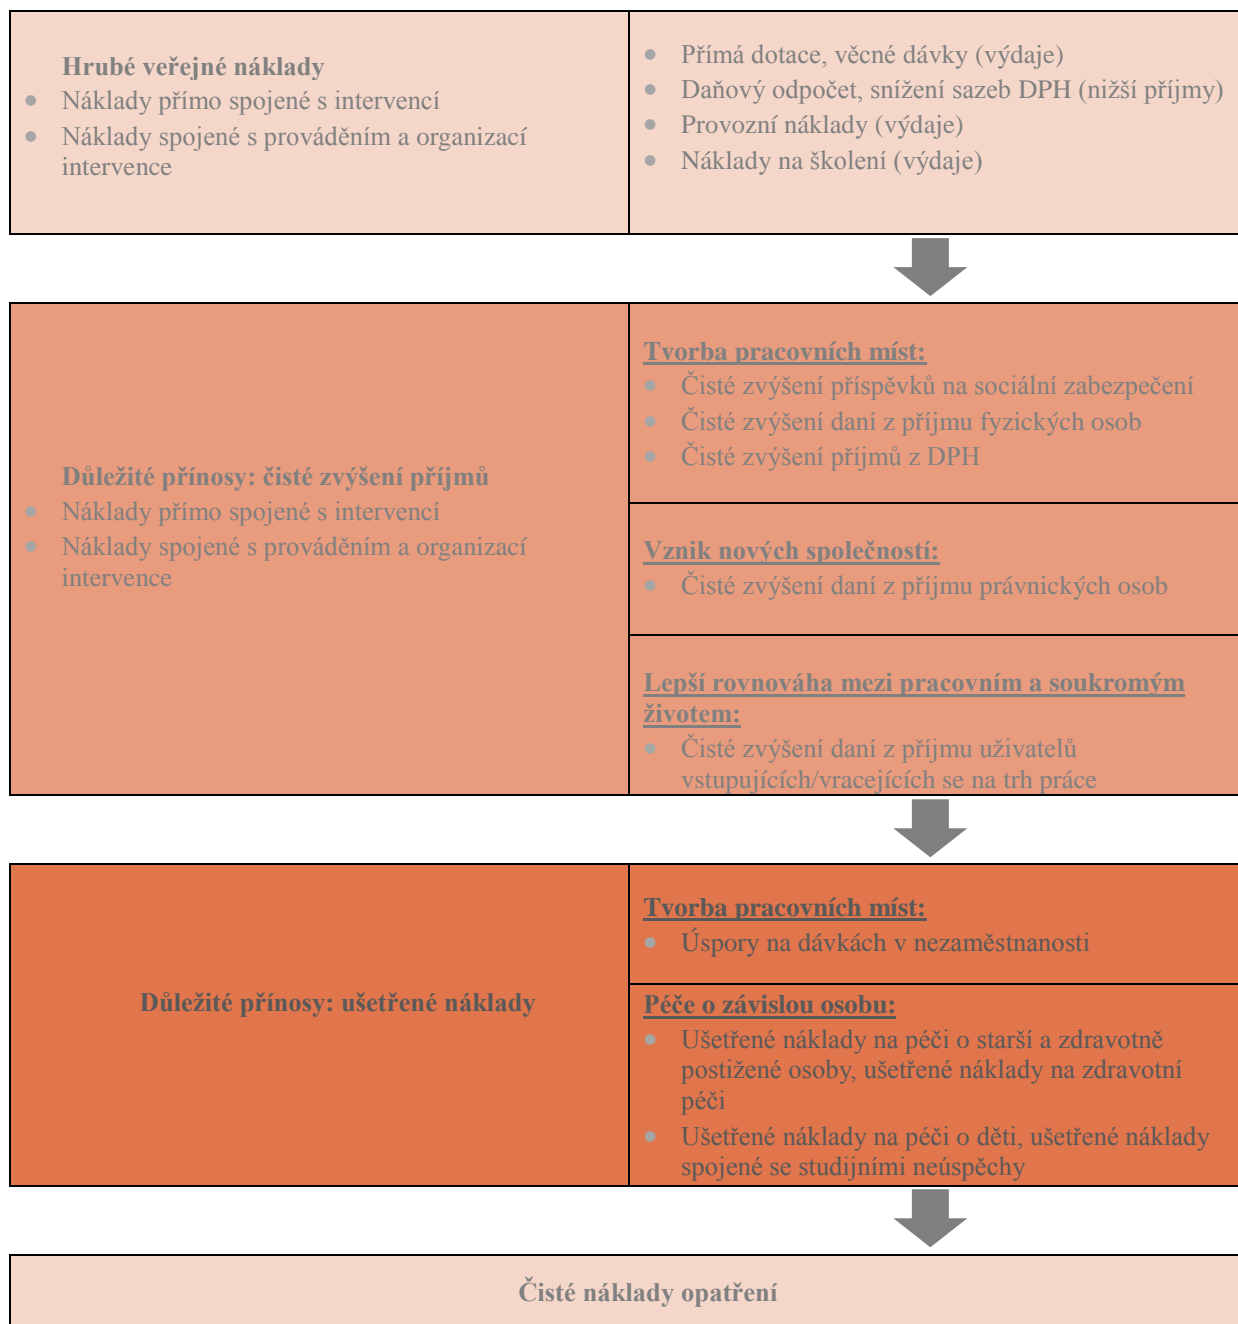 Hrubé veřejné náklady
Náklady přímo spojené s intervencí
Náklady spojené s prováděním a organizací
intervence
Přímá dotace, věcné dávky (výdaje)
Daňový odpočet, snížení sazeb DPH (nižší příjmy)
Provozní náklady (výdaje)
Náklady na školení (výdaje)
Důležité přínosy: čisté zvýšení příjmů
Náklady přímo spojené s intervencí
Náklady spojené s prováděním a organizací
intervence
Tvorba pracovních míst:
Čisté zvýšení příspěvků na sociální zabezpečení
Čisté zvýšení daní z příjmu fyzických osob
Čisté zvýšení příjmů z DPH
Vznik nových společností:
Čisté zvýšení daní z příjmu právnických osob
Lepší rovnováha mezi pracovním a soukromým
životem:
Čisté zvýšení daní z příjmu uživatelů
vstupujících/vracejících se na trh práce
Důležité přínosy: ušetřené náklady
Tvorba pracovních míst:
Úspory na dávkách v nezaměstnanosti
Péče o závislou osobu:
Ušetřené náklady na péči o starší a zdravotně
postižené osoby, ušetřené náklady na zdravotní
péči
Ušetřené náklady na péči o děti, ušetřené náklady
spojené se studijními neúspěchy
Čisté náklady opatření